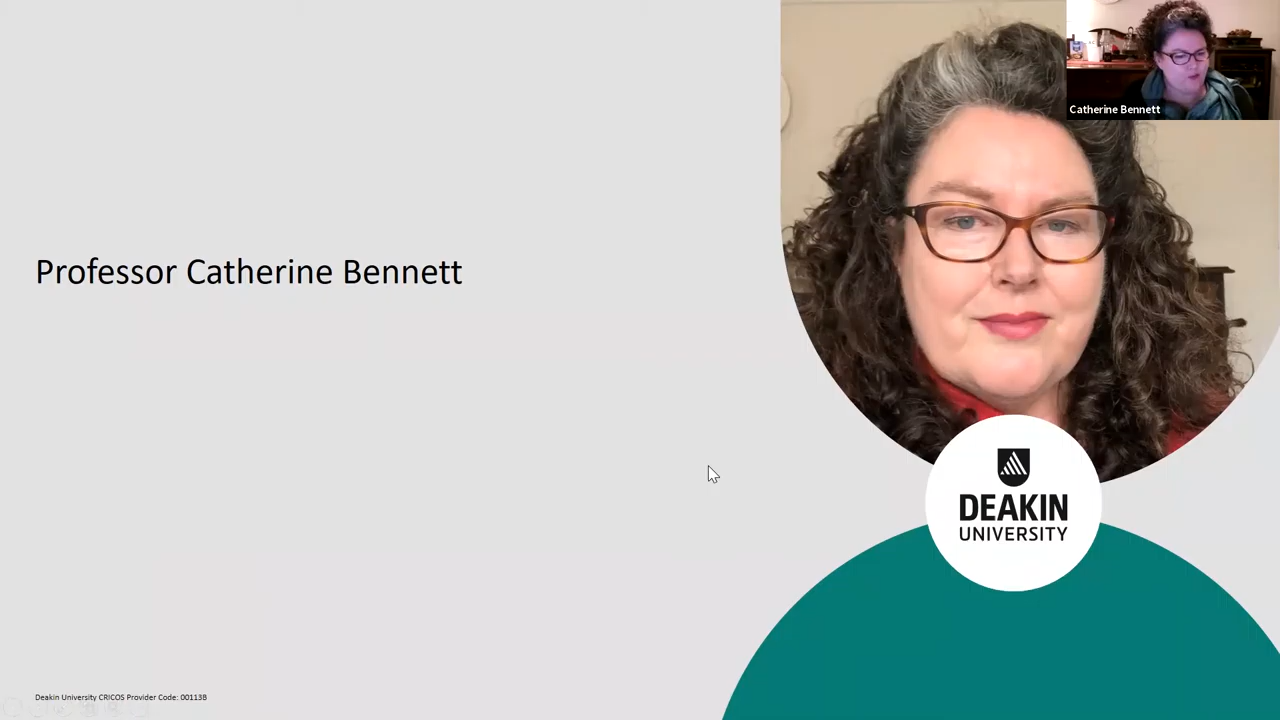 Catherine Bennett
Professor Catherine Bennett
DEAKIN
UNIVERSITY
Deakin University CRICOS Provider Code: 00113B